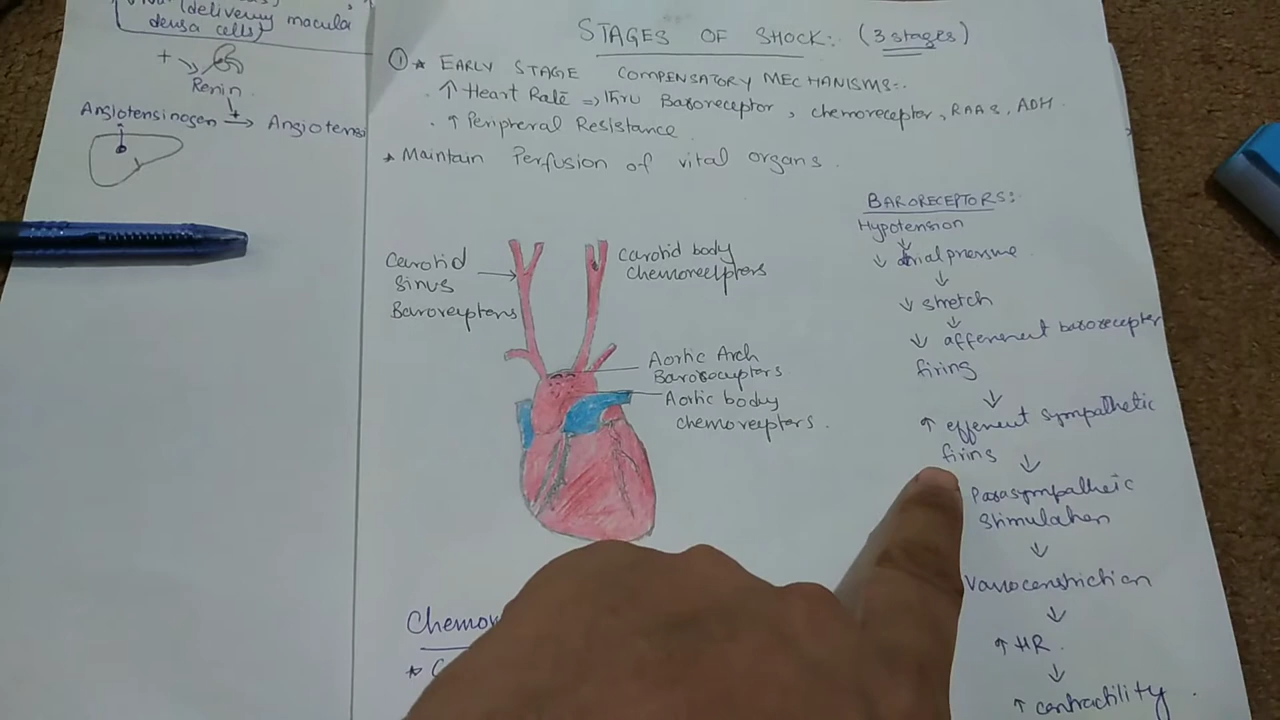 (delivery macula
densa cells)
+
Renin
+
Angiotensinogen → Angiotens
STAGES OF SHOCK: (3 stages)
① * EARLY STAGE COMPENSATORY MECHANISMS:-
. ↑ Heart Rate => Thru Baroreceptor, chemoreceptor, RAAS, ADH.
. ↑ Peripheral Resistance
* Maintain Perfusion of vital organs.
Carotid
sinus
Baroreceptors
Carotid body
chemoreceptors
Aortic Arch
Baroreceptors
Aortic body
chemoreceptors.
Chemor
* C
BARORECEPTORS:
Hypotension
↓
↓ arterial pressure
↓
↓ stretch
↓
↓ afferent baroreceptor
firing
↓
↑ efferent sympathetic
firing
↓
Parasympatheic
stimulation
↓
Vasoconstriction
↓
↑ HR.
↓
↑ contractility.